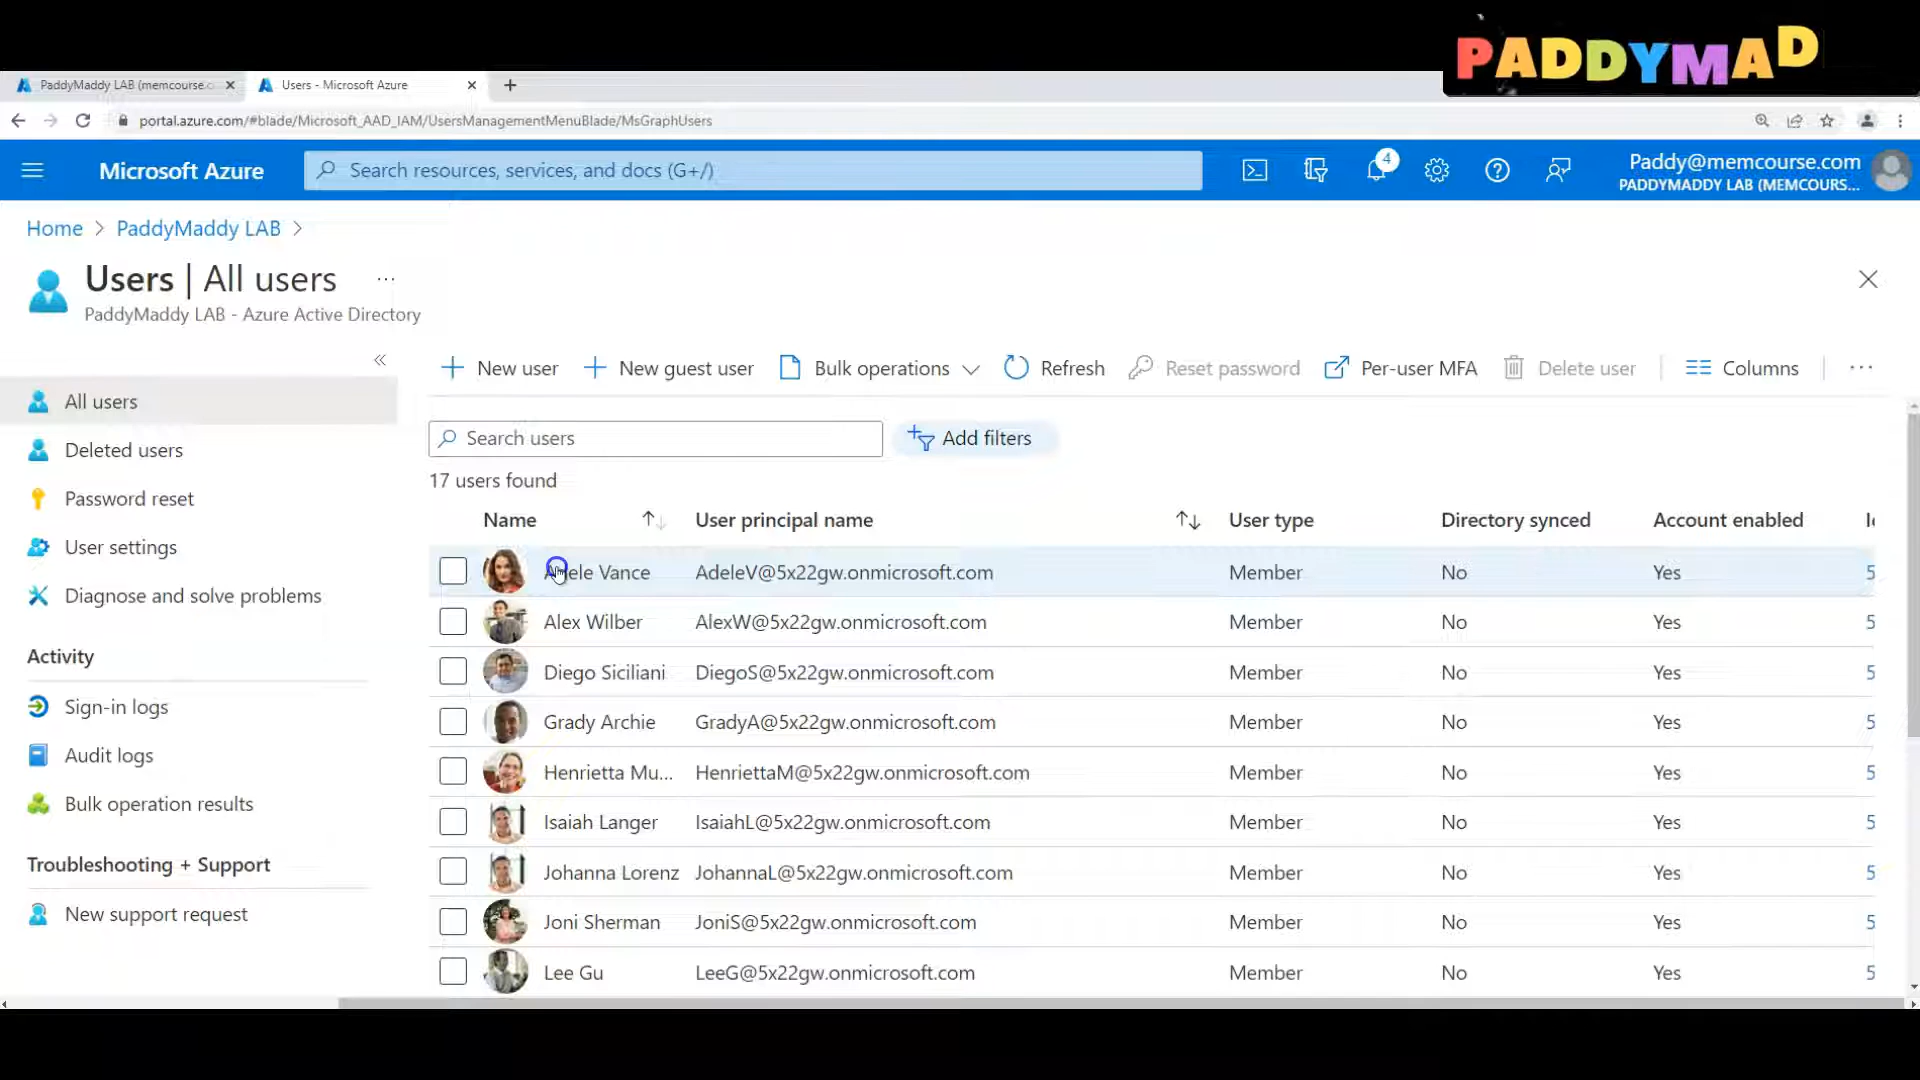 PADDYMAD
PaddyMaddy LAB (memcourse.c
Users - Microsoft Azure
portal.azure.com/#blade/Microsoft_AAD_IAM/UsersManagementMenuBlade/MsGraphUsers
Microsoft Azure
Search resources, services, and docs (G+/)
4
Paddy@memcourse.com
PADDYMADDY LAB (MEMCOURS...
Home > PaddyMaddy LAB >
Users | All users ...
PaddyMaddy LAB - Azure Active Directory
All users
Deleted users
Password reset
User settings
Diagnose and solve problems
Activity
Sign-in logs
Audit logs
Bulk operation results
Troubleshooting + Support
New support request
New user New guest user Bulk operations Refresh Reset password Per-user MFA Delete user Columns ...
Search users Add filters
17 users found
Name User principal name User type Directory synced Account enabled
Adele Vance AdeleV@5x22gw.onmicrosoft.com Member No Yes 5
Alex Wilber AlexW@5x22gw.onmicrosoft.com Member No Yes 5
Diego Siciliani DiegoS@5x22gw.onmicrosoft.com Member No Yes 5
Grady Archie GradyA@5x22gw.onmicrosoft.com Member No Yes 5
Henrietta Mu... HenriettaM@5x22gw.onmicrosoft.com Member No Yes 5
Isaiah Langer IsaiahL@5x22gw.onmicrosoft.com Member No Yes 5
Johanna Lorenz JohannaL@5x22gw.onmicrosoft.com Member No Yes 5
Joni Sherman JoniS@5x22gw.onmicrosoft.com Member No Yes 5
Lee Gu LeeG@5x22gw.onmicrosoft.com Member No Yes 5